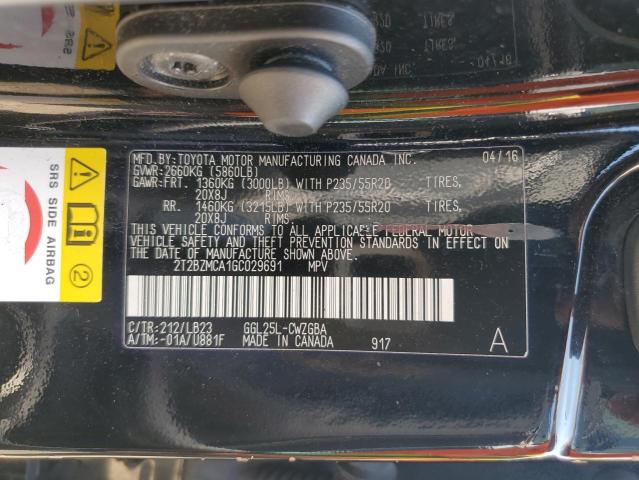 MFD.BY:TOYOTA MOTOR MANUFACTURING CANADA INC. 04/16
GVWR:2660KG (5860LB)
GAWR:FRT. 1360KG (3000LB) WITH P235/55R20 TIRES,
20X8J RIMS,
RR. 1460KG (3215LB) WITH P235/55R20 TIRES,
20X8J RIMS.
THIS VEHICLE CONFORMS TO ALL APPLICABLE FEDERAL MOTOR
VEHICLE SAFETY AND THEFT PREVENTION STANDARDS IN EFFECT ON
THE DATE OF MANUFACTURE SHOWN ABOVE.
2T2BZMCA1GC029691 MPV
C/TR:212/LB23 GGL25L-CWZGBA
A/TM:-01A/U881F MADE IN CANADA 917 A
SRS SIDE AIRBAG
2